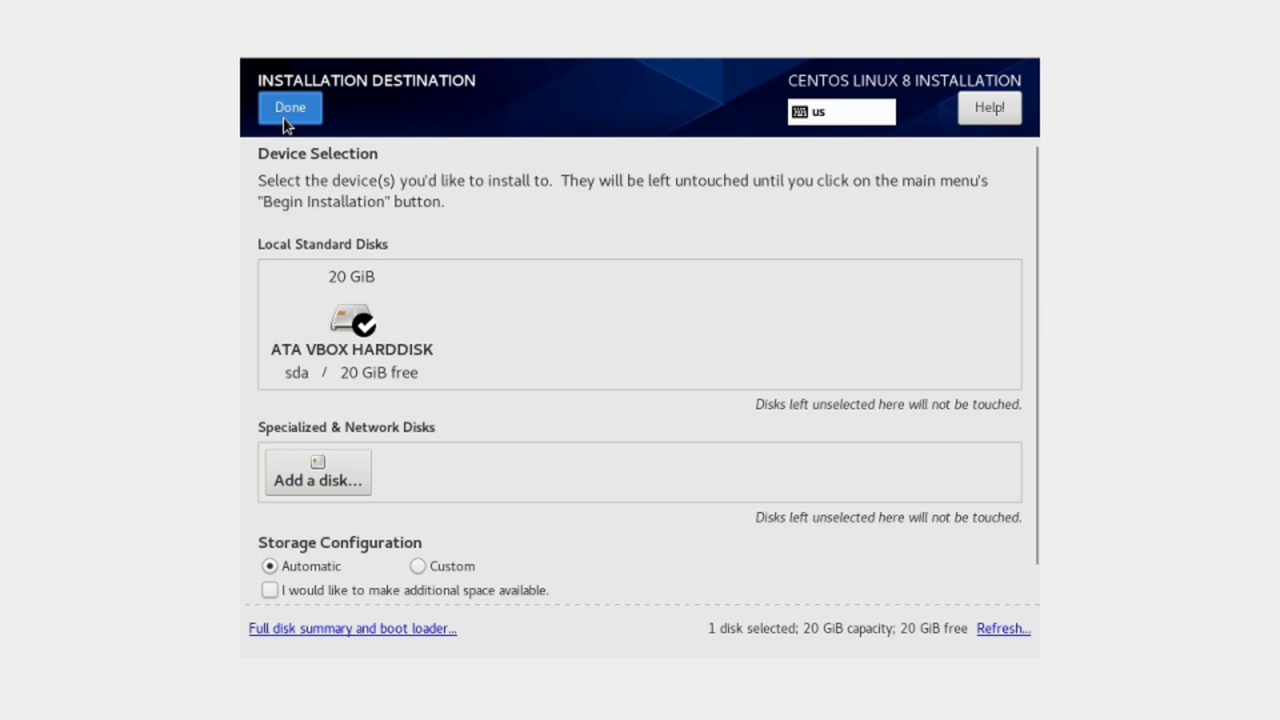 INSTALLATION DESTINATION
CENTOS LINUX 8 INSTALLATION
Done
us
Help!
Device Selection
Select the device(s) you'd like to install to.  They will be left untouched until you click on the main menu's
"Begin Installation" button.
Local Standard Disks
20 GiB
ATA VBOX HARDDISK
sda / 20 GiB free
Disks left unselected here will not be touched.
Specialized & Network Disks
Add a disk...
Disks left unselected here will not be touched.
Storage Configuration
Automatic Custom
I would like to make additional space available.
Full disk summary and boot loader...
1 disk selected; 20 GiB capacity; 20 GiB free Refresh...